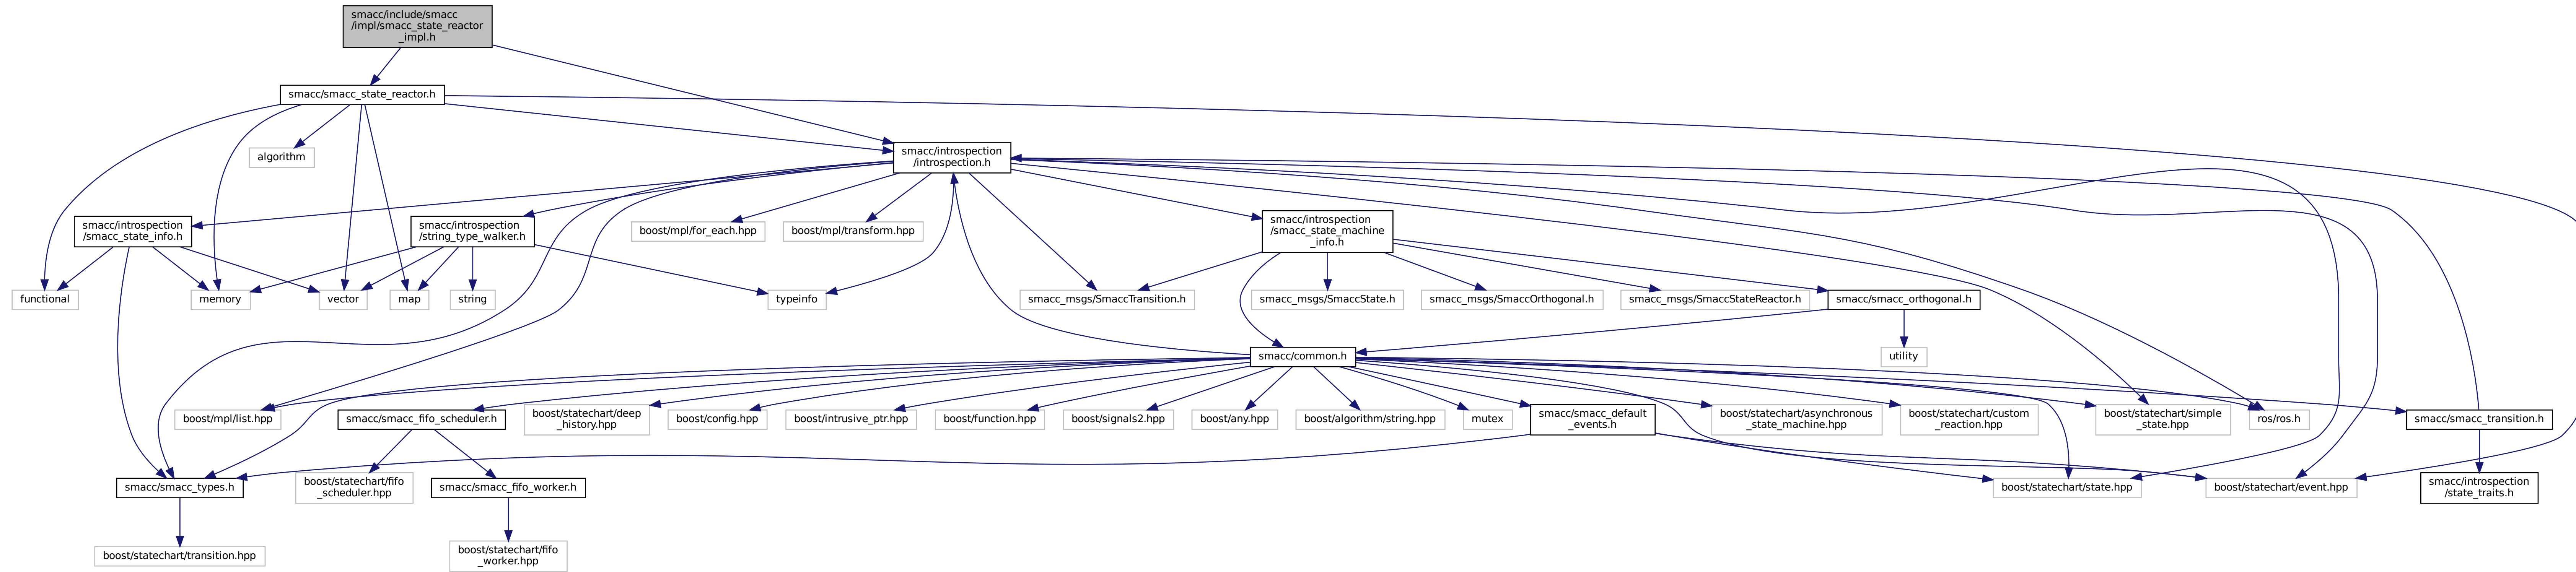 smacc/include/smacc
/impl/smacc_state_reactor
_impl.h
smacc/smacc_state_reactor.h
algorithm
smacc/introspection
/introspection.h
smacc/introspection
/smacc_state_info.h
smacc/introspection
/string_type_walker.h
boost/mpl/for_each.hpp
boost/mpl/transform.hpp
smacc/introspection
/smacc_state_machine
_info.h
functional
memory
vector
map
string
typeinfo
smacc_msgs/SmaccTransition.h
smacc_msgs/SmaccState.h
smacc_msgs/SmaccOrthogonal.h
smacc_msgs/SmaccStateReactor.h
smacc/smacc_orthogonal.h
smacc/common.h
utility
boost/mpl/list.hpp
smacc/smacc_fifo_scheduler.h
boost/statechart/deep
_history.hpp
boost/config.hpp
boost/intrusive_ptr.hpp
boost/function.hpp
boost/signals2.hpp
boost/any.hpp
boost/algorithm/string.hpp
mutex
smacc/smacc_default
_events.h
boost/statechart/asynchronous
_state_machine.hpp
boost/statechart/custom
_reaction.hpp
boost/statechart/simple
_state.hpp
ros/ros.h
smacc/smacc_transition.h
smacc/smacc_types.h
boost/statechart/fifo
_scheduler.hpp
smacc/smacc_fifo_worker.h
boost/statechart/state.hpp
boost/statechart/event.hpp
smacc/introspection
/state_traits.h
boost/statechart/transition.hpp
boost/statechart/fifo
_worker.hpp